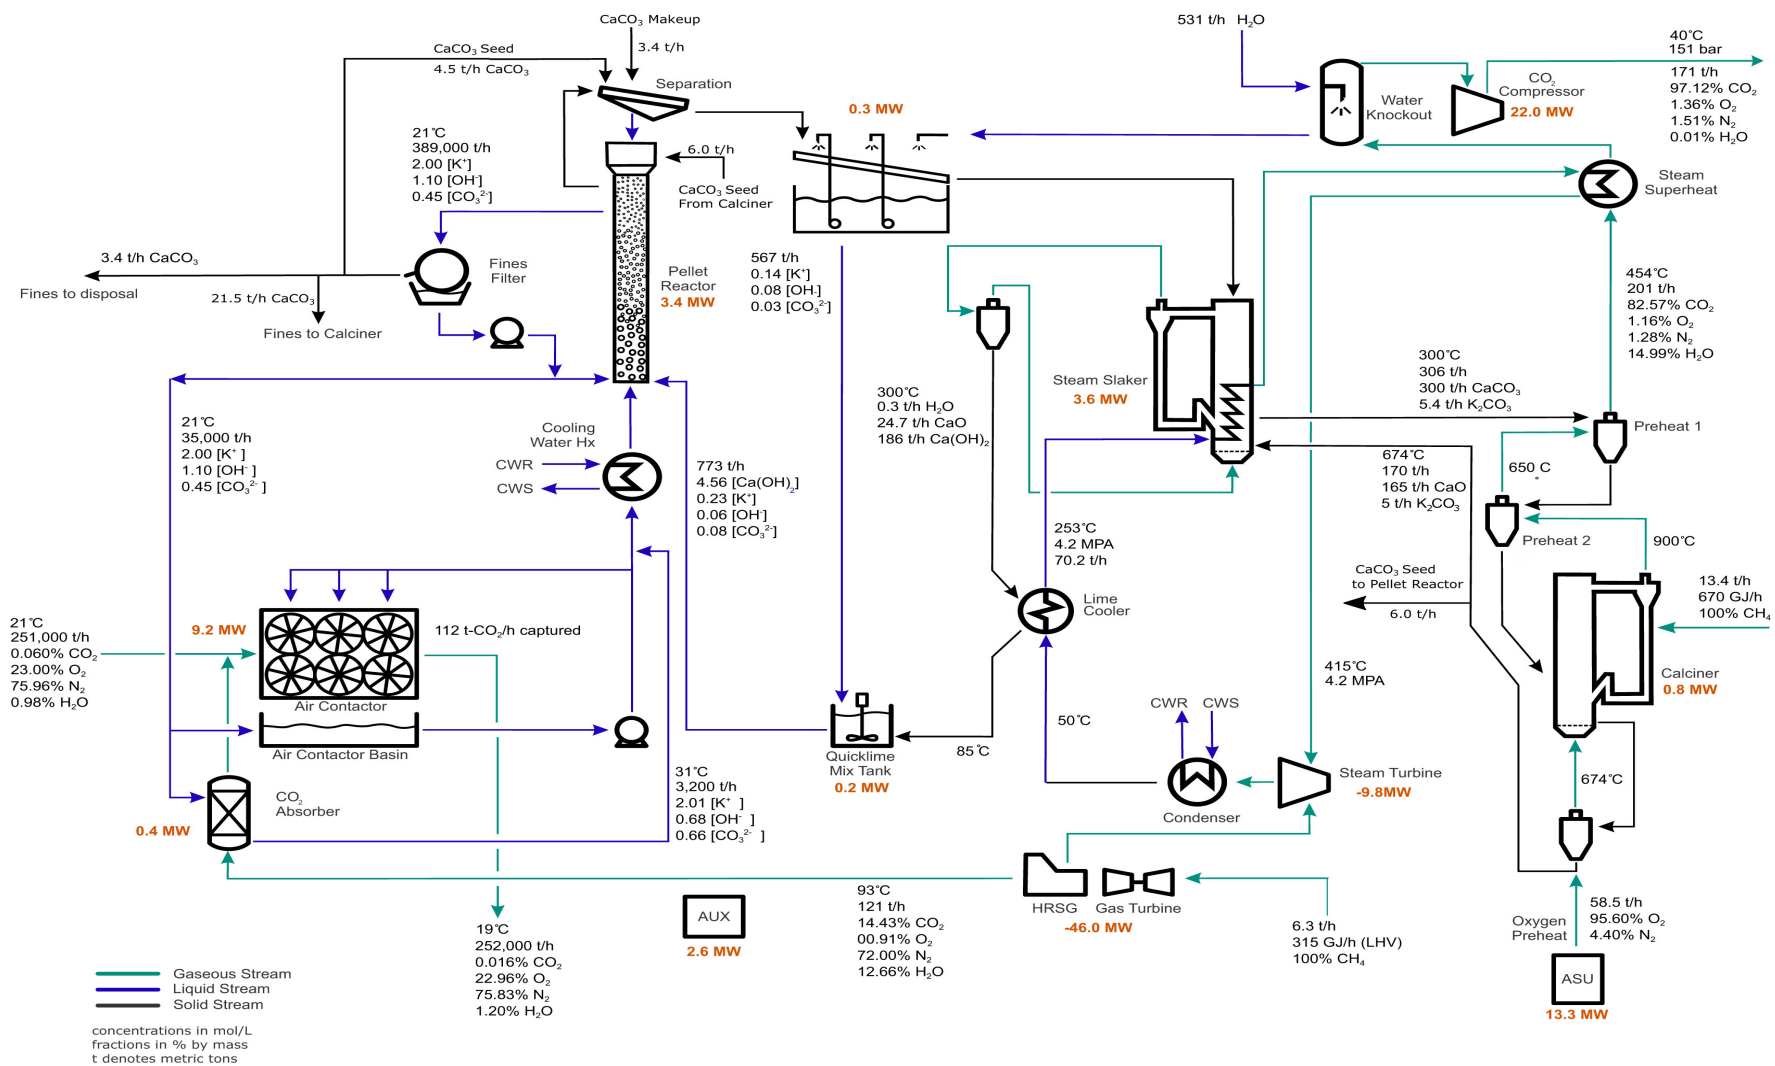 CaCO₃ Makeup
3.4 t/h
CaCO₃ Seed
4.5 t/h CaCO₃
Separation
531 t/h H₂O
40℃
151 bar
171 t/h
97.12% CO₂
1.36% O₂
1.51% N₂
0.01% H₂O
CO₂
Compressor
22.0 MW
Water
Knockout
0.3 MW
21℃
389,000 t/h
2.00 [K⁺]
1.10 [OH⁻]
0.45 [CO₃²⁻]
6.0 t/h
CaCO₃ Seed
From Calciner
Steam
Superheat
3.4 t/h CaCO₃
Fines to disposal
21.5 t/h CaCO₃
Fines to Calciner
Fines
Filter
Pellet
Reactor
3.4 MW
567 t/h
0.14 [K⁺]
0.08 [OH-]
0.03 [CO₃²⁻]
454℃
201 t/h
82.57% CO₂
1.16% O₂
1.28% N₂
14.99% H₂O
Steam Slaker
3.6 MW
300℃
306 t/h
300 t/h CaCO₃
5.4 t/h K₂CO₃
Preheat 1
300℃
0.3 t/h H₂O
24.7 t/h CaO
186 t/h Ca(OH)₂
21℃
35,000 t/h
2.00 [K⁺ ]
1.10 [OH⁻ ]
0.45 [CO₃²⁻ ]
Cooling
Water Hx
CWR
CWS
773 t/h
4.56 [Ca(OH)₂]
0.23 [K⁺]
0.06 [OH⁻]
0.08 [CO₃²⁻]
674℃
170 t/h
165 t/h CaO
5 t/h K₂CO₃
650 C
°
Preheat 2
900℃
253℃
4.2 MPA
70.2 t/h
CaCO₃ Seed
to Pellet Reactor
6.0 t/h
13.4 t/h
670 GJ/h
100% CH₄
Lime
Cooler
21℃
251,000 t/h
0.060% CO₂
23.00% O₂
75.96% N₂
0.98% H₂O
9.2 MW
112 t-CO₂/h captured
Air Contactor
Air Contactor Basin
Calciner
0.8 MW
415℃
4.2 MPA
50℃
CWR
CWS
85℃
Quicklime
Mix Tank
0.2 MW
Condenser
Steam Turbine
-9.8MW
674℃
31℃
3,200 t/h
2.01 [K⁺ ]
0.68 [OH⁻ ]
0.66 [CO₃²⁻ ]
CO₂
Absorber
0.4 MW
HRSG
Gas Turbine
-46.0 MW
93℃
121 t/h
14.43% CO₂
00.91% O₂
72.00% N₂
12.66% H₂O
6.3 t/h
315 GJ/h (LHV)
100% CH₄
Oxygen
Preheat
58.5 t/h
95.60% O₂
4.40% N₂
AUX
2.6 MW
19℃
252,000 t/h
0.016% CO₂
22.96% O₂
75.83% N₂
1.20% H₂O
ASU
13.3 MW
Gaseous Stream
Liquid Stream
Solid Stream
concentrations in mol/L
fractions in % by mass
t denotes metric tons